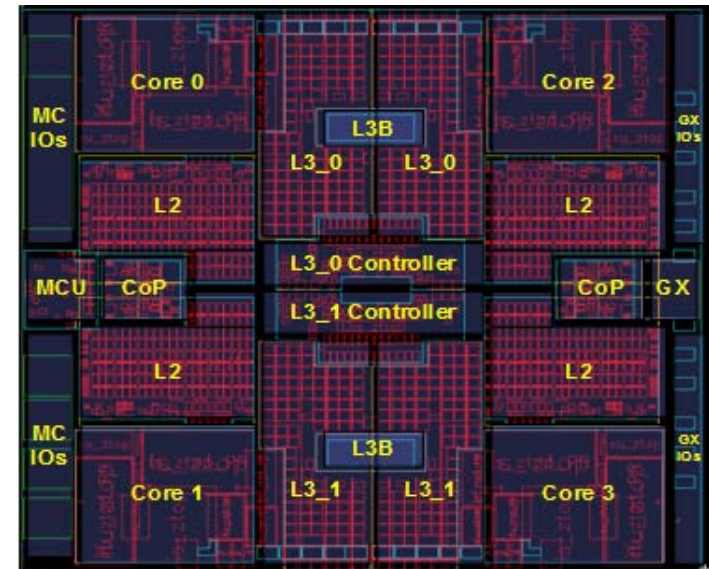 Core 0
Core 2
MC
IOs
GX
IOs
L3B
L3_0
L3_0
L2
L2
L3_0 Controller
MCU
CoP
CoP
GX
L3_1 Controller
L2
L2
MC
IOs
L3B
GX
IOs
Core 1
L3_1
L3_1
Core 3